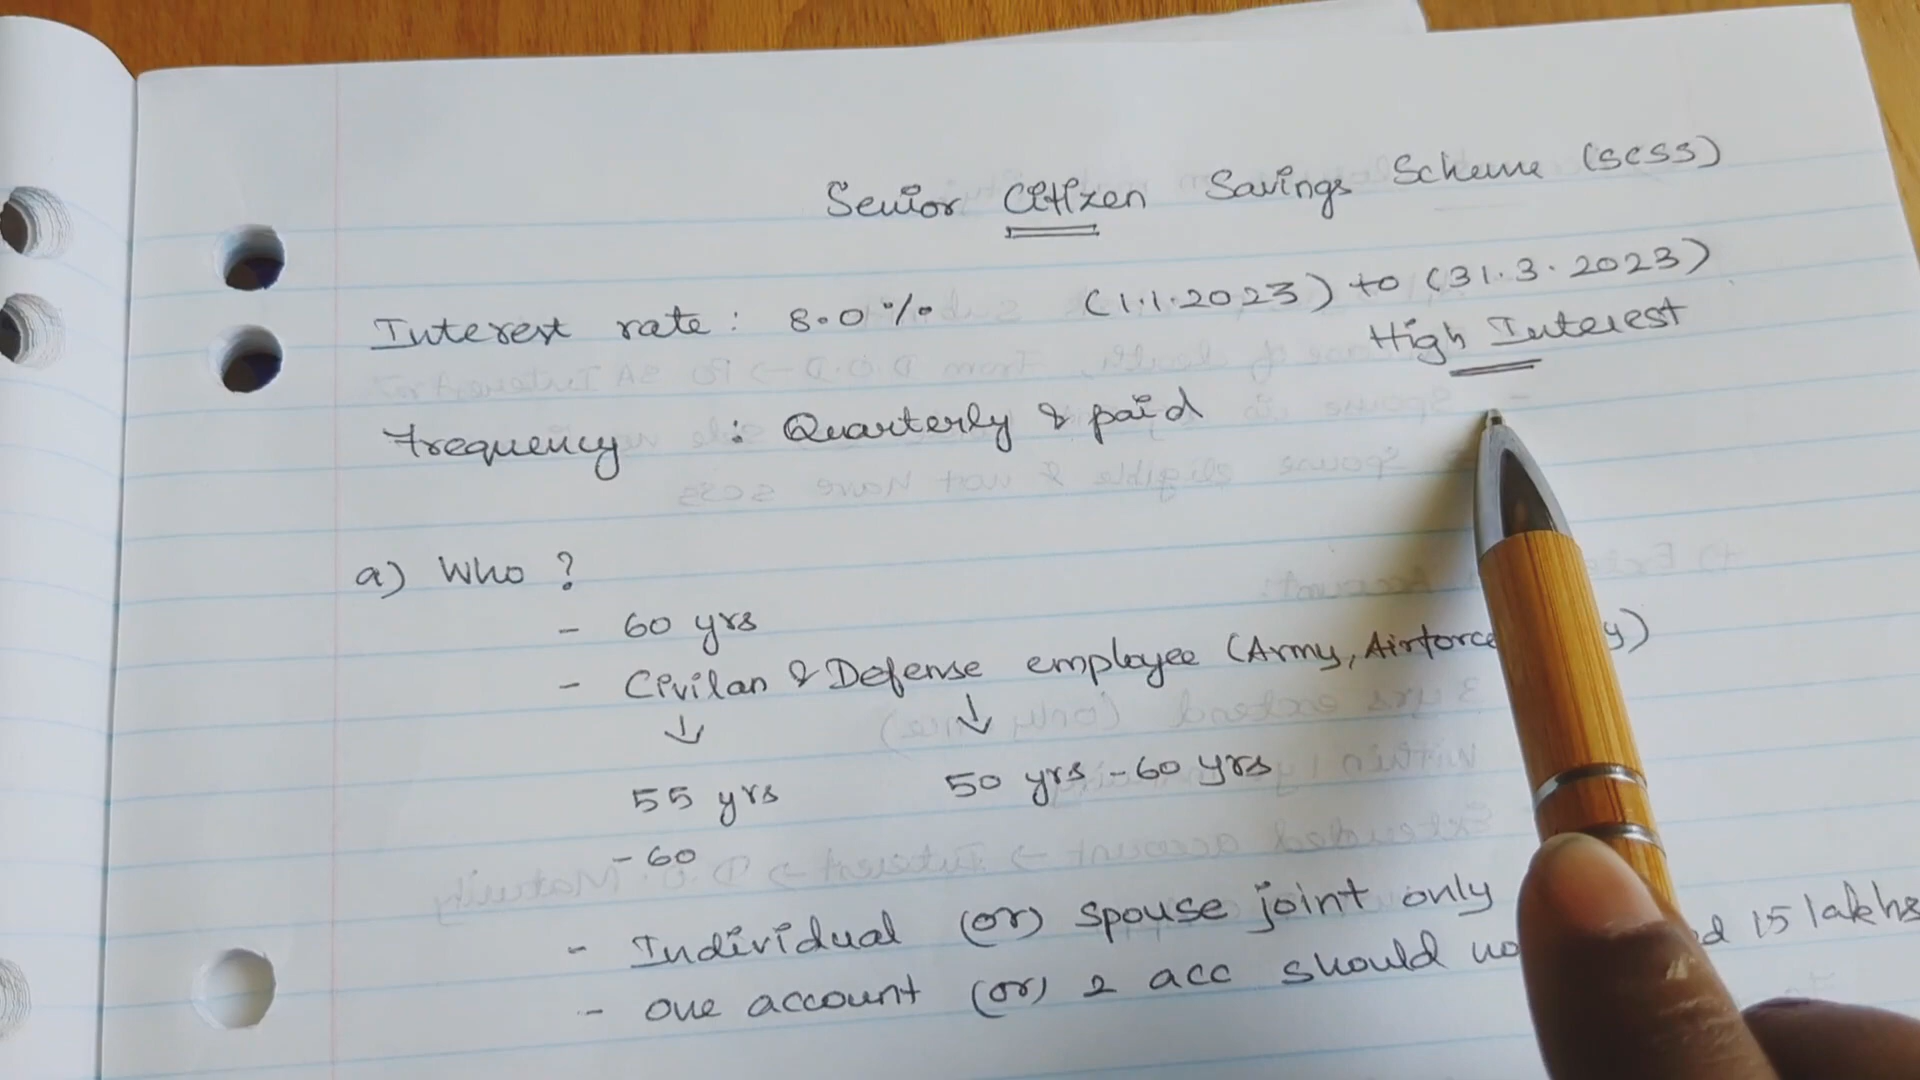 Senior Citizen Savings Scheme (SCSS)
Interest rate : 8.0% (1.1.2023) to (31.3.2023)
High Interest
Frequency : Quarterly & paid
a) Who ?
- 60 yrs
- Civilan & Defense employee (Army, Airforce y)
↓ ↓
55 yrs 50 yrs - 60 yrs
- 60
- Individual (or) spouse joint only
- one account (or) 2 acc should 15 lakhs